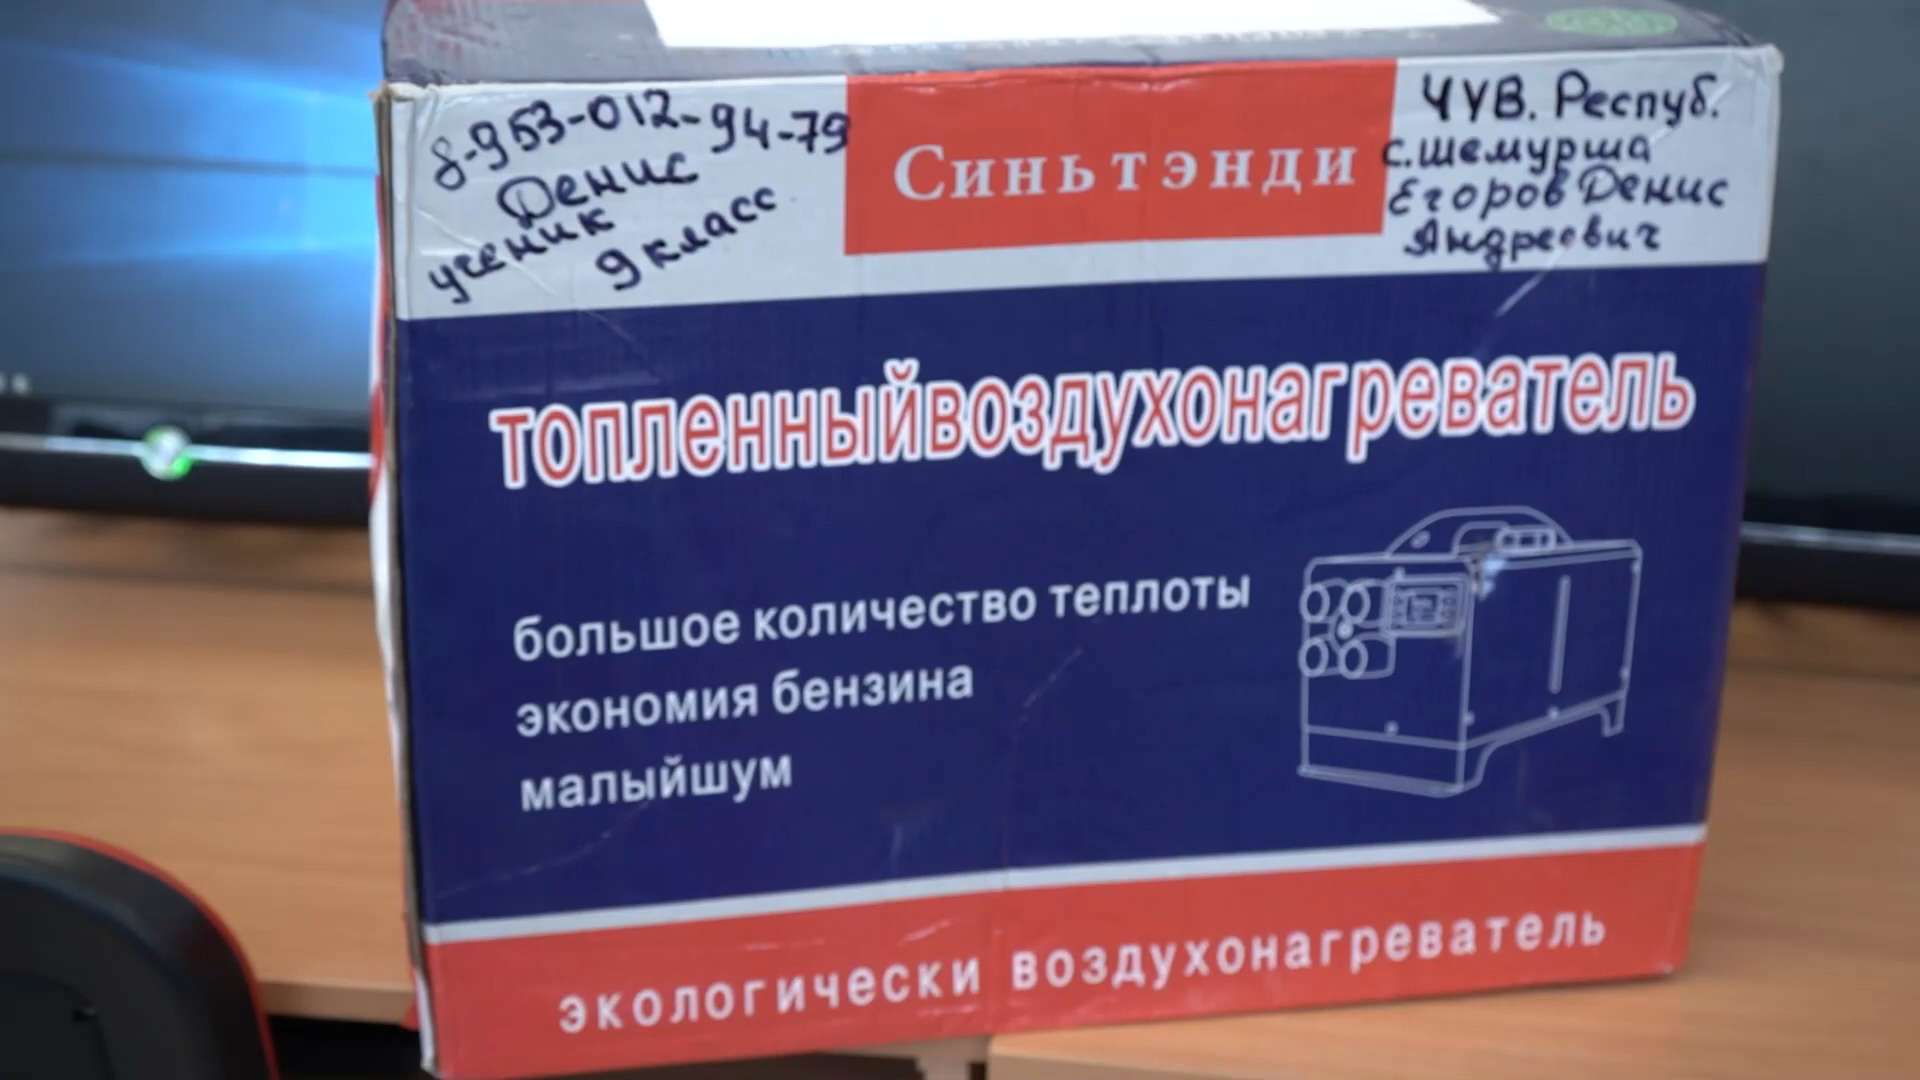 8-953-012-94-79
Денис
ученик
9 класс
Синьтэнди
ЧУВ. Респуб.
с.Шемурша
Егоров Денис
Андреевич
топленныйвоздухонагреватель
большое количество теплоты
экономия бензина
малыйшум
экологически воздухонагреватель